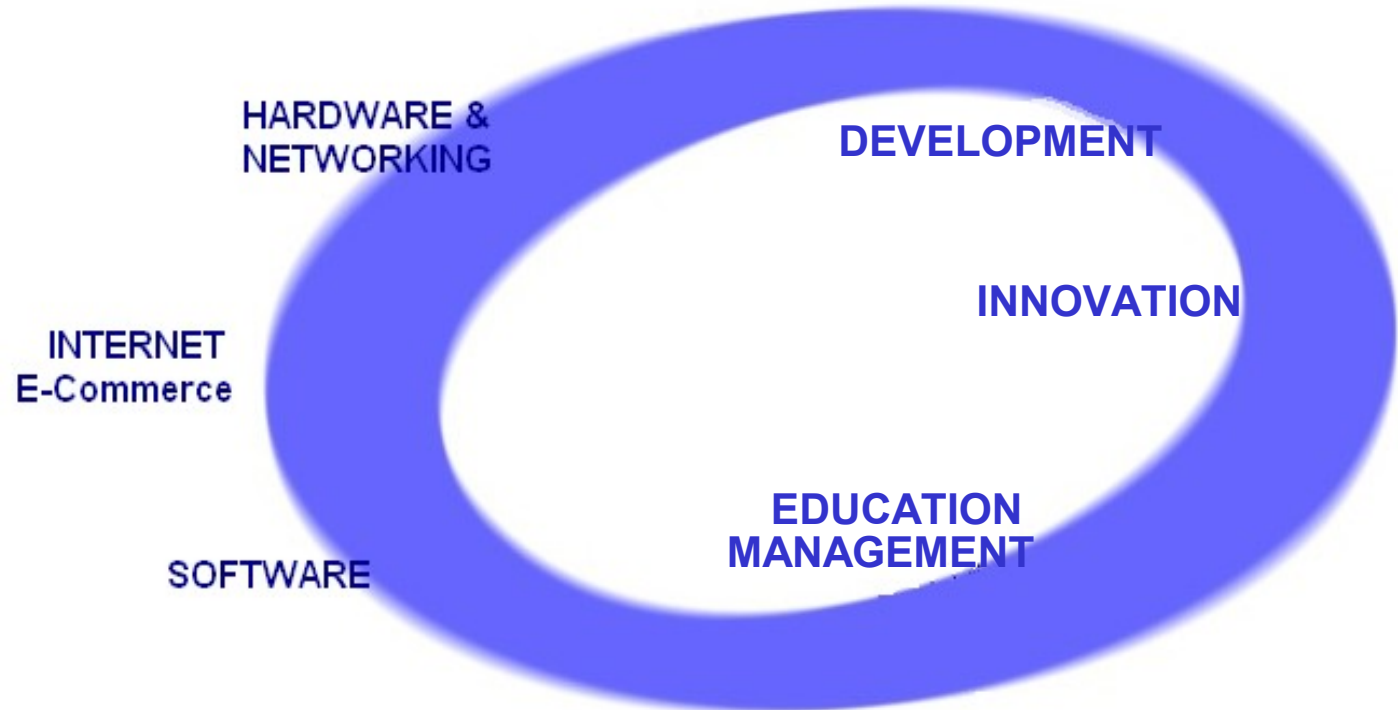 HARDWARE &
NETWORKING
DEVELOPMENT
INNOVATION
INTERNET
E-Commerce
EDUCATION
MANAGEMENT
SOFTWARE